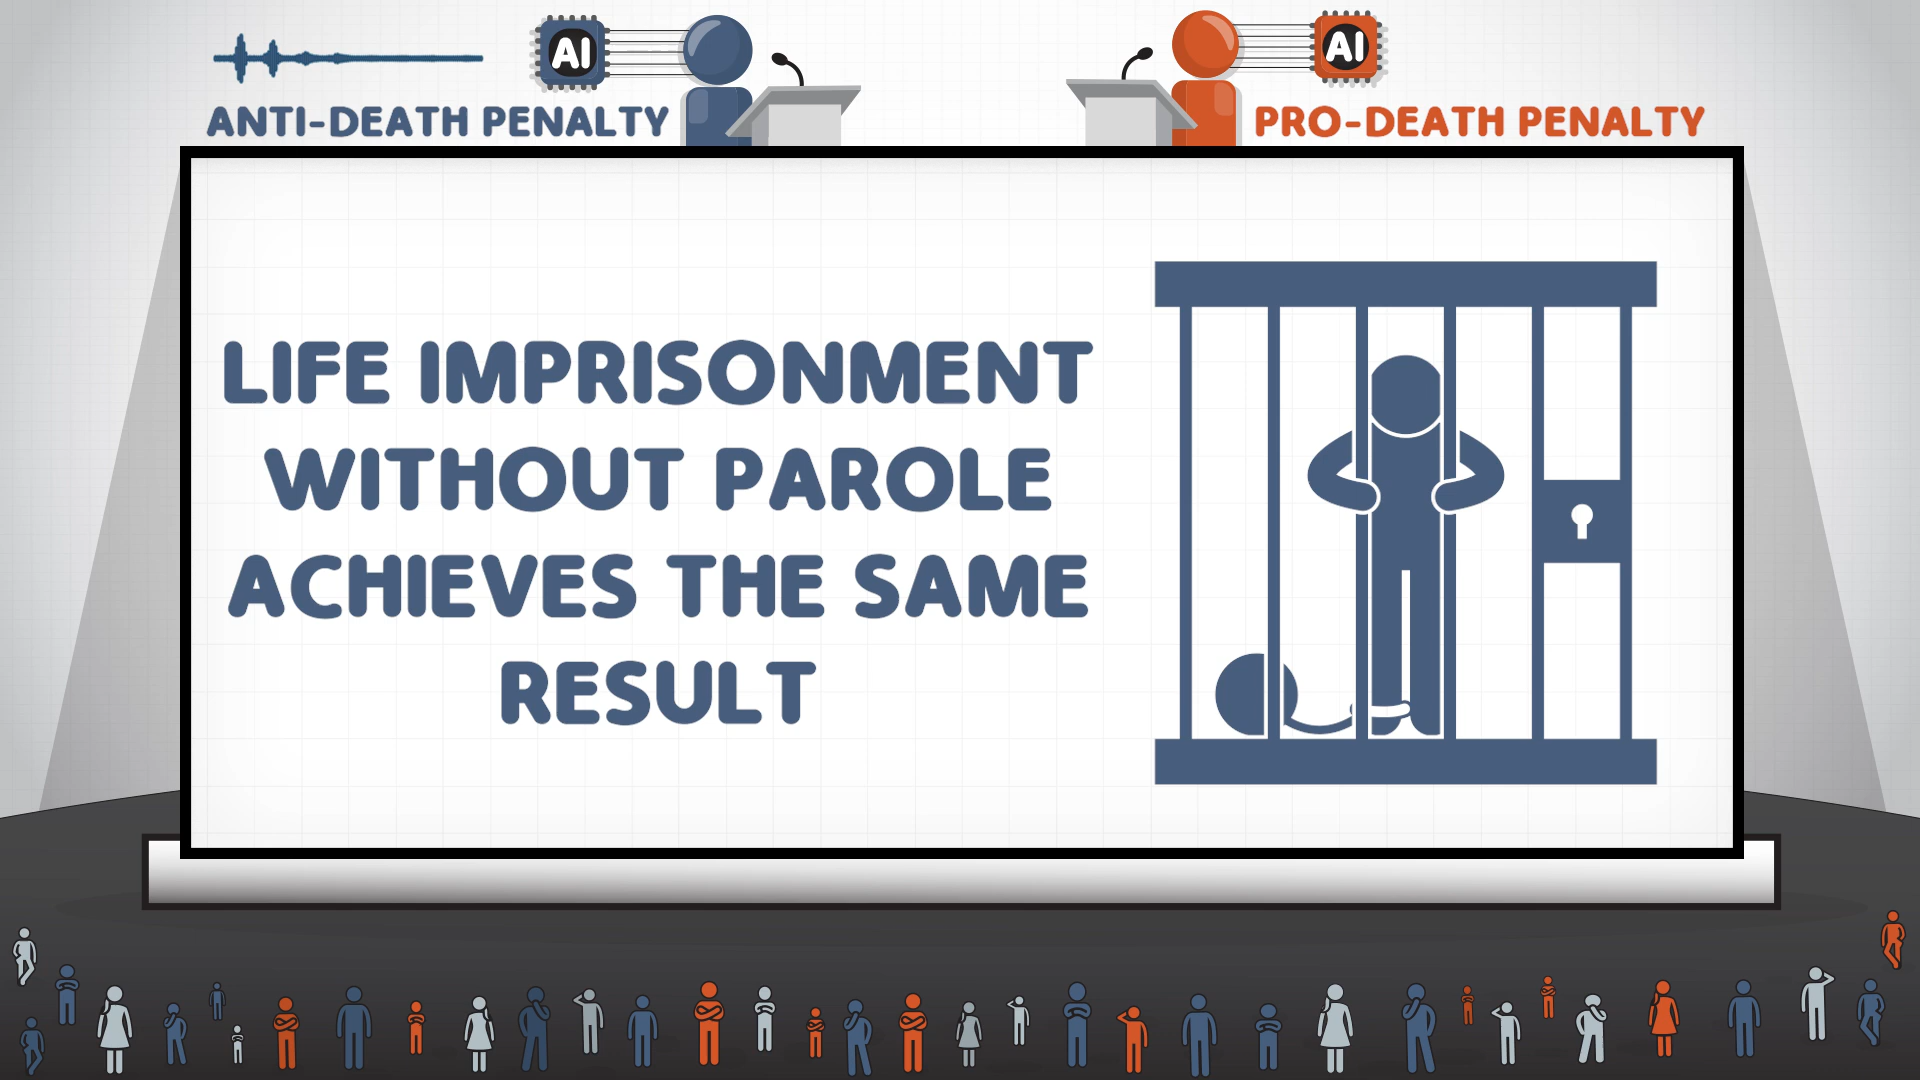 AI
AI
ANTI-DEATH PENALTY
PRO-DEATH PENALTY
LIFE IMPRISONMENT
WITHOUT PAROLE
ACHIEVES THE SAME
RESULT